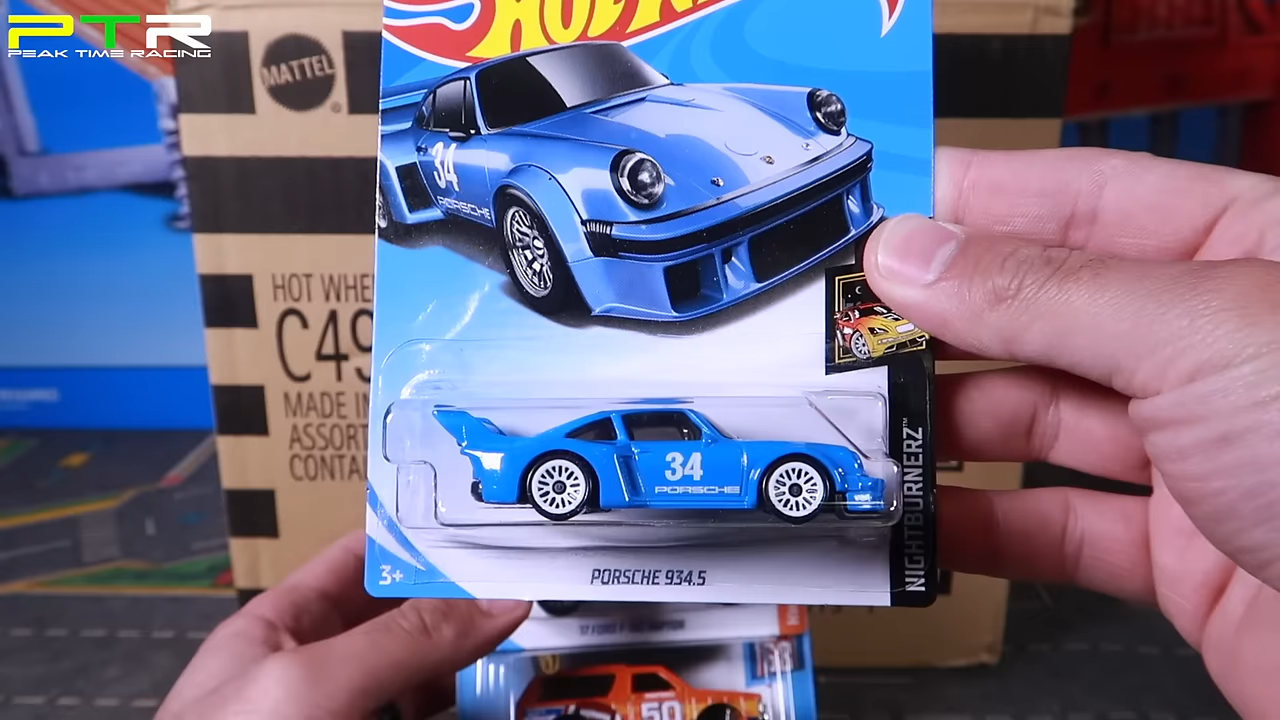 PTR
PEAK TIME RACING
MATTEL
HOT WHE
C49
MADE IN
ASSORT
CONTA
34
PORSCHE
34
PORSCHE
3+
PORSCHE 934.5
NIGHTBURNERZ™
50